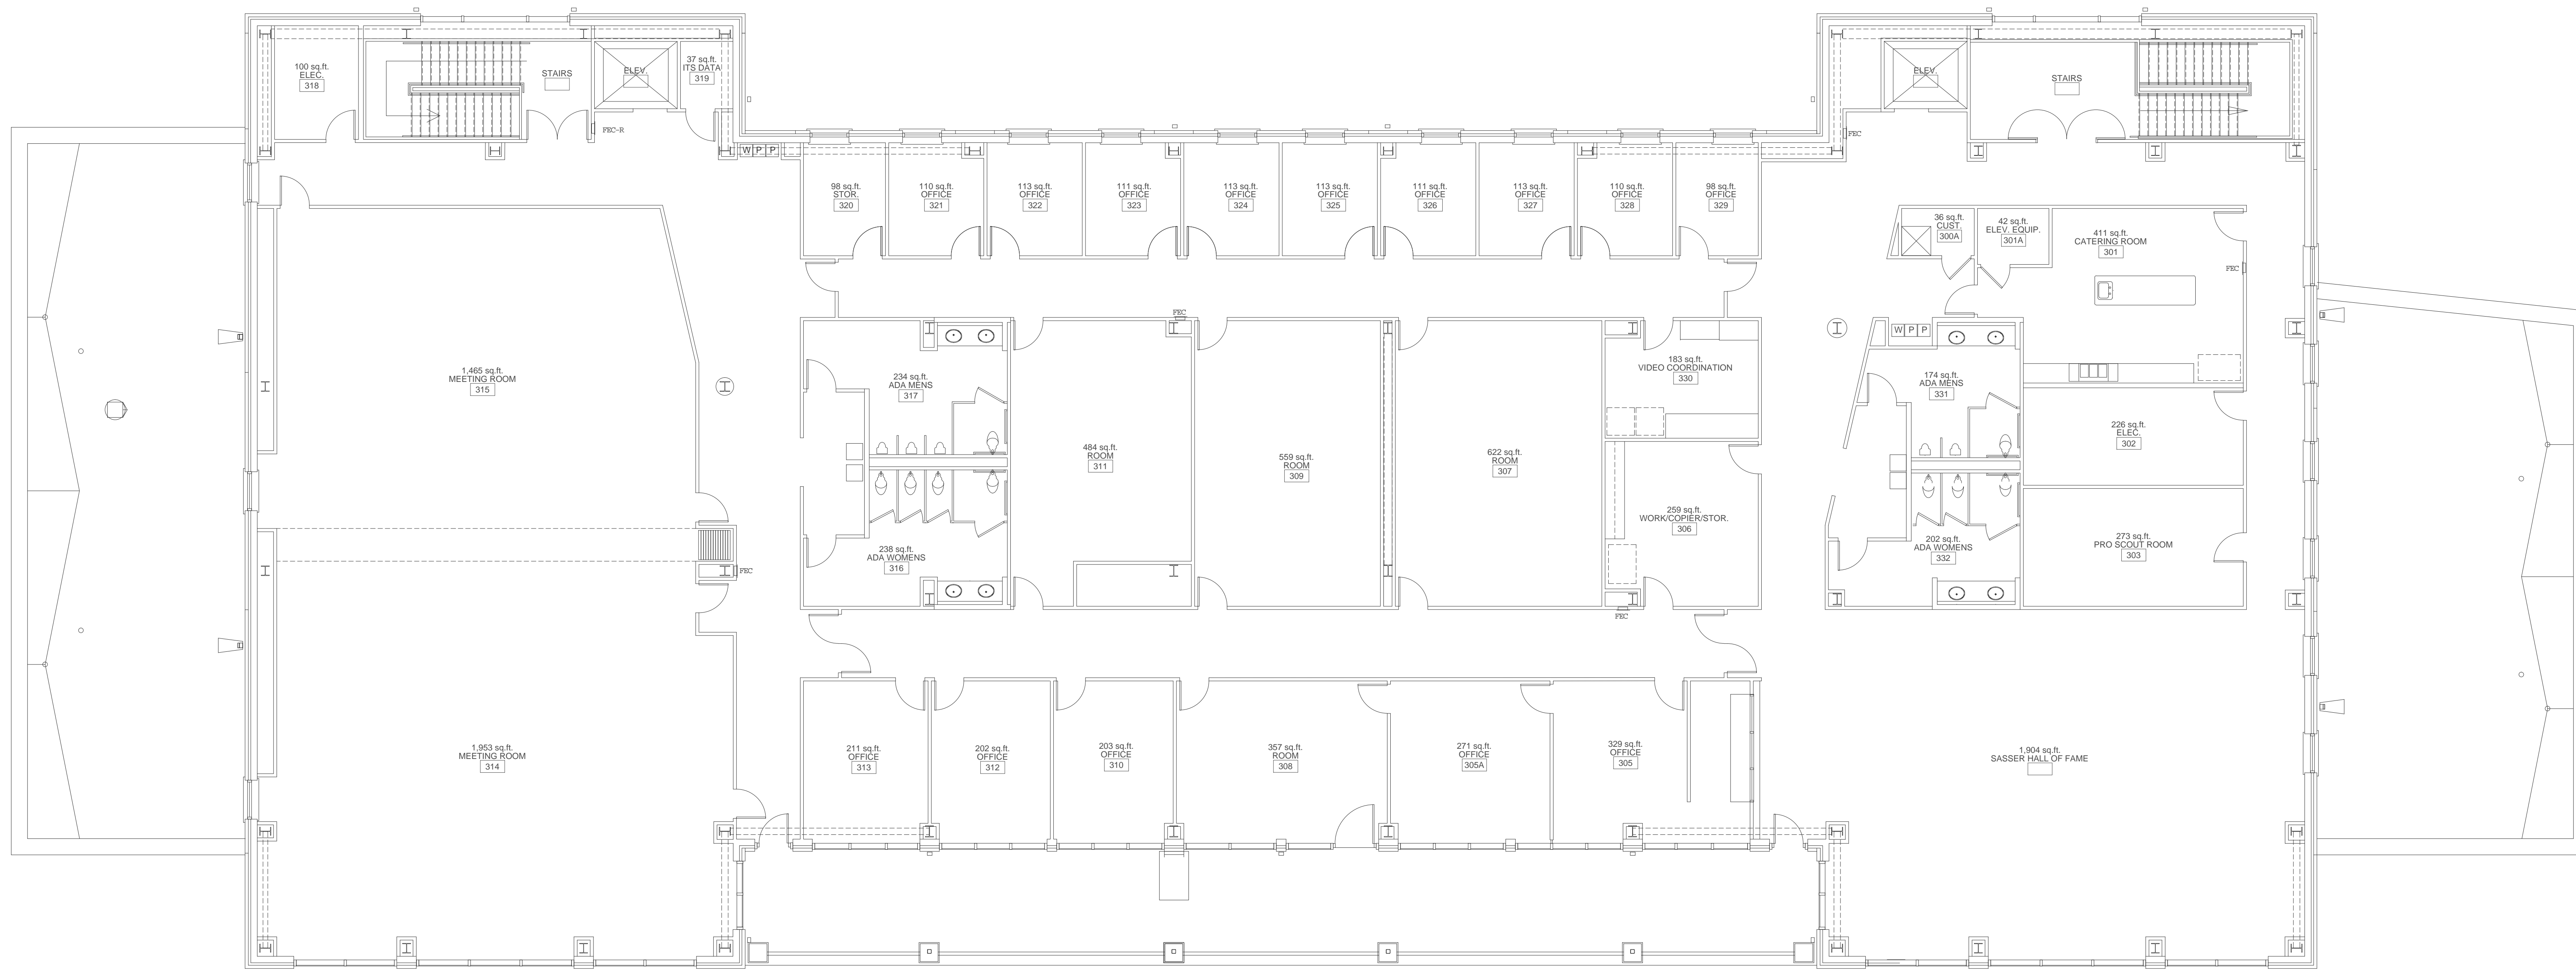 100 sq.ft.
ELEC.
318
STAIRS
ELEV.
37 sq.ft.
ITS DATA
319
FEC-R
W P P
ELEV.
STAIRS
FEC
98 sq.ft.
STOR.
320
110 sq.ft.
OFFICE
321
113 sq.ft.
OFFICE
322
111 sq.ft.
OFFICE
323
113 sq.ft.
OFFICE
324
113 sq.ft.
OFFICE
325
111 sq.ft.
OFFICE
326
113 sq.ft.
OFFICE
327
110 sq.ft.
OFFICE
328
98 sq.ft.
OFFICE
329
36 sq.ft.
CUST.
300A
42 sq.ft.
ELEV. EQUIP.
301A
411 sq.ft.
CATERING ROOM
301
FEC
1,465 sq.ft.
MEETING ROOM
315
234 sq.ft.
ADA MENS
317
FEC
484 sq.ft.
ROOM
311
559 sq.ft.
ROOM
309
622 sq.ft.
ROOM
307
183 sq.ft.
VIDEO COORDINATION
330
W P P
174 sq.ft.
ADA MENS
331
226 sq.ft.
ELEC.
302
259 sq.ft.
WORK/COPIER/STOR.
306
238 sq.ft.
ADA WOMENS
316
202 sq.ft.
ADA WOMENS
332
273 sq.ft.
PRO SCOUT ROOM
303
FEC
FEC
1,953 sq.ft.
MEETING ROOM
314
211 sq.ft.
OFFICE
313
202 sq.ft.
OFFICE
312
203 sq.ft.
OFFICE
310
357 sq.ft.
ROOM
308
271 sq.ft.
OFFICE
305A
329 sq.ft.
OFFICE
305
1,904 sq.ft.
SASSER HALL OF FAME